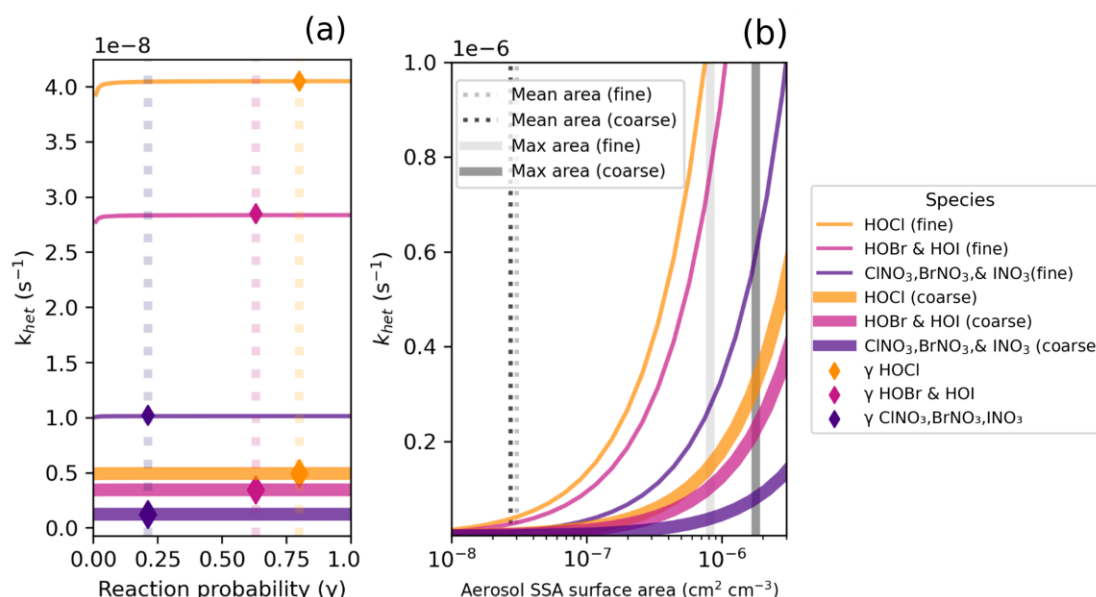 (a)
1e−8
4.0
3.5
3.0
2.5
2.0
1.5
1.0
0.5
0.0
k_het (s⁻¹)
0.00 0.25 0.50 0.75 1.0
Reaction probability (γ)
(b)
1e−6
1.0
0.8
0.6
0.4
0.2
k_het (s⁻¹)
Mean area (fine)
Mean area (coarse)
Max area (fine)
Max area (coarse)
10⁻⁸ 10⁻⁷ 10⁻⁶
Aerosol SSA surface area (cm² cm⁻³)
Species
HOCl (fine)
HOBr & HOI (fine)
ClNO₃,BrNO₃,& INO₃(fine)
HOCl (coarse)
HOBr & HOI (coarse)
ClNO₃,BrNO₃,& INO₃ (coarse
γ HOCl
γ HOBr & HOI
γ ClNO₃,BrNO₃,INO₃